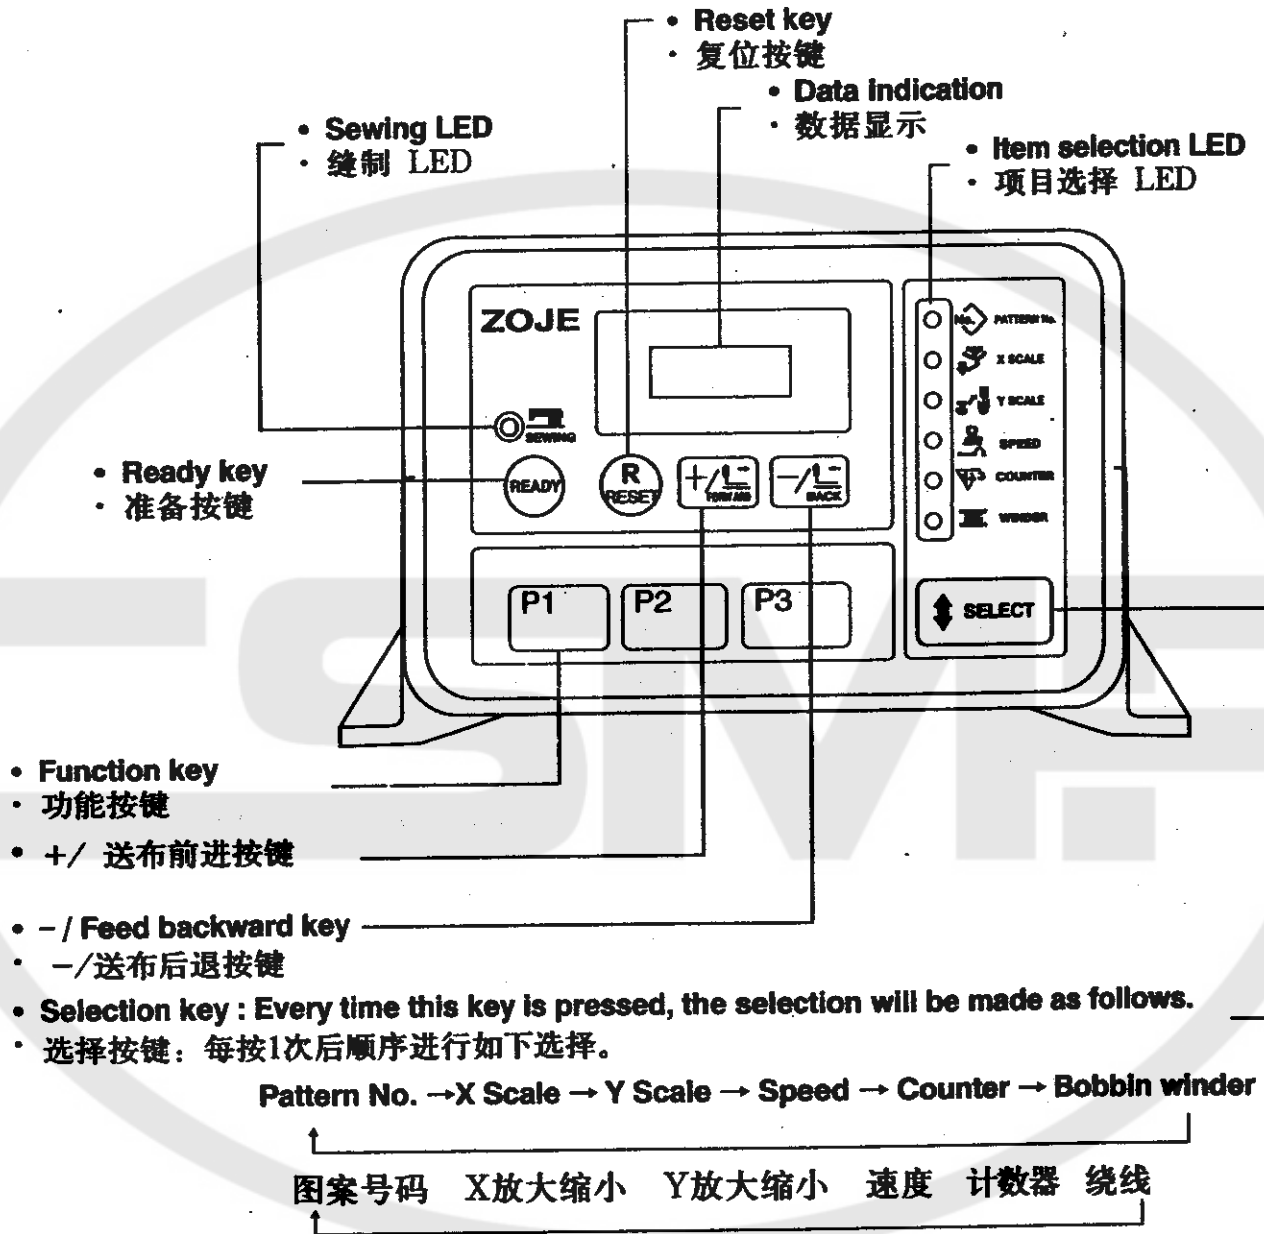 • Reset key
· 复位按键
• Data indication
· 数据显示
• Sewing LED
· 缝制 LED
• Item selection LED
· 项目选择 LED
ZOJE
No. PATTERN No.
X SCALE
Y SCALE
SEWING
SPEED
• Ready key
· 准备按键
READY
R
RESET
+/
FORWARD
−/
BACK
COUNTER
WINDER
P1
P2
P3
SELECT
• Function key
· 功能按键
• +/ 送布前进按键
• − / Feed backward key
· −/送布后退按键
• Selection key : Every time this key is pressed, the selection will be made as follows.
· 选择按键：每按1次后顺序进行如下选择。
Pattern No. →X Scale → Y Scale → Speed → Counter → Bobbin winder
图案号码 X放大缩小 Y放大缩小 速度 计数器 绕线
SMF